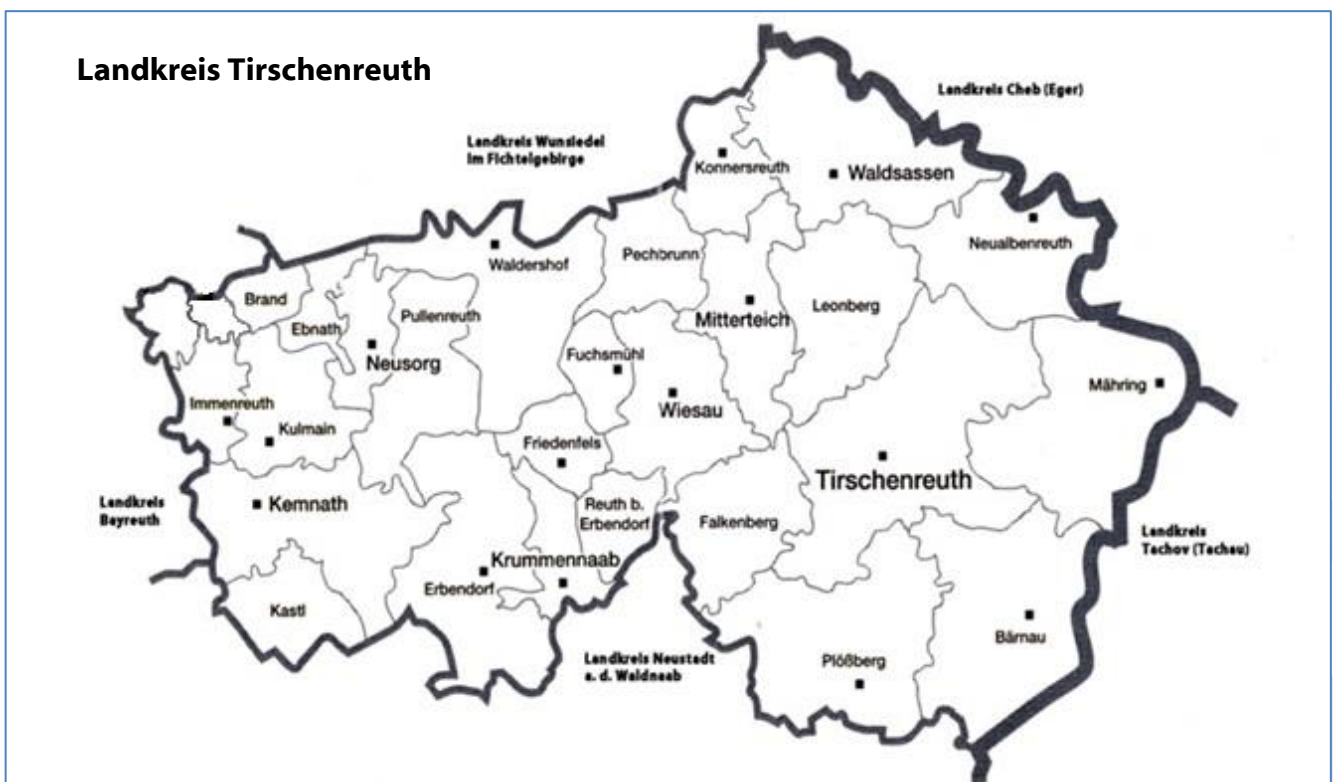 Landkreis Tirschenreuth
Landkreis Cheb (Eger)
Landkreis Wunsiedel
im Fichtelgebirge
Konnersreuth
Waldsassen
Neualbenreuth
Waldershof
Pechbrunn
Brand
Ebnath
Pullenreuth
Neusorg
Mitterteich
Leonberg
Fuchsmühl
Wiesau
Mähring
Immenreuth
Kulmain
Friedenfels
Tirschenreuth
Kemnath
Landkreis
Bayreuth
Reuth b.
Erbendorf
Falkenberg
Landkreis
Tachov (Tachau)
Krummennaab
Erbendorf
Kastl
Bärnau
Landkreis Neustadt
a. d. Waldnaab
Plößberg